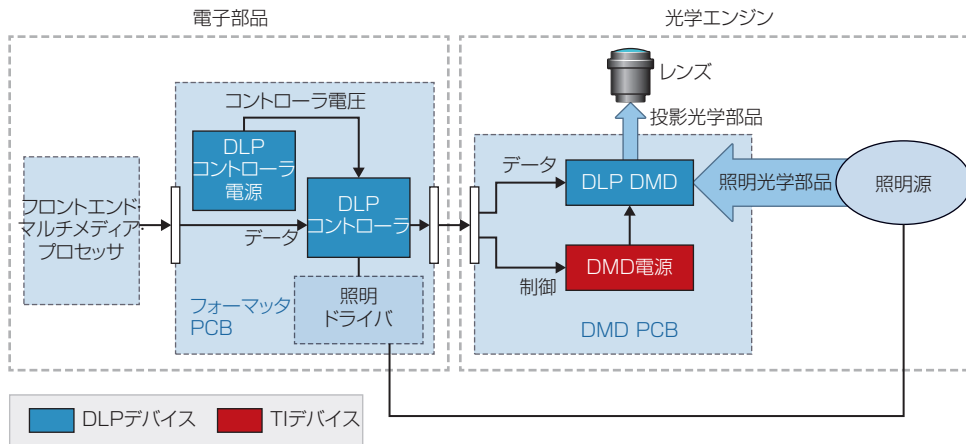 電子部品
光学エンジン
レンズ
投影光学部品
コントローラ電圧
DLP
コントローラ
電源
データ
DLP DMD
照明光学部品
照明源
フロントエンド:
マルチメディア:
プロセッサ
データ
DLP
コントローラ
制御
DMD電源
フォーマッタ
PCB
照明
ドライバ
DMD PCB
DLPデバイス
TIデバイス